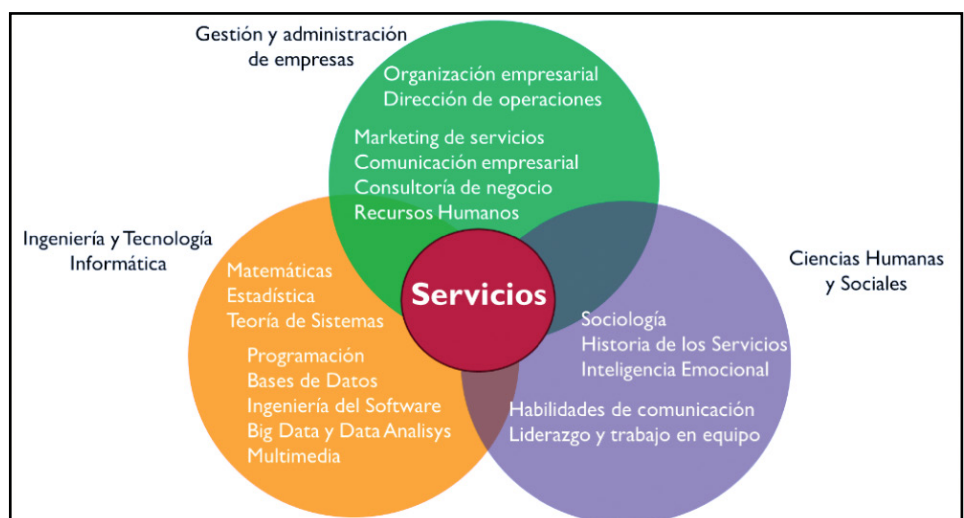 Gestión y administración
de empresas
Organización empresarial
Dirección de operaciones
Marketing de servicios
Comunicación empresarial
Consultoría de negocio
Recursos Humanos
Ingeniería y Tecnología
Informática
Matemáticas
Estadística
Teoría de Sistemas
Programación
Bases de Datos
Ingeniería del Software
Big Data y Data Analisys
Multimedia
Servicios
Ciencias Humanas
y Sociales
Sociología
Historia de los Servicios
Inteligencia Emocional
Habilidades de comunicación
Liderazgo y trabajo en equipo